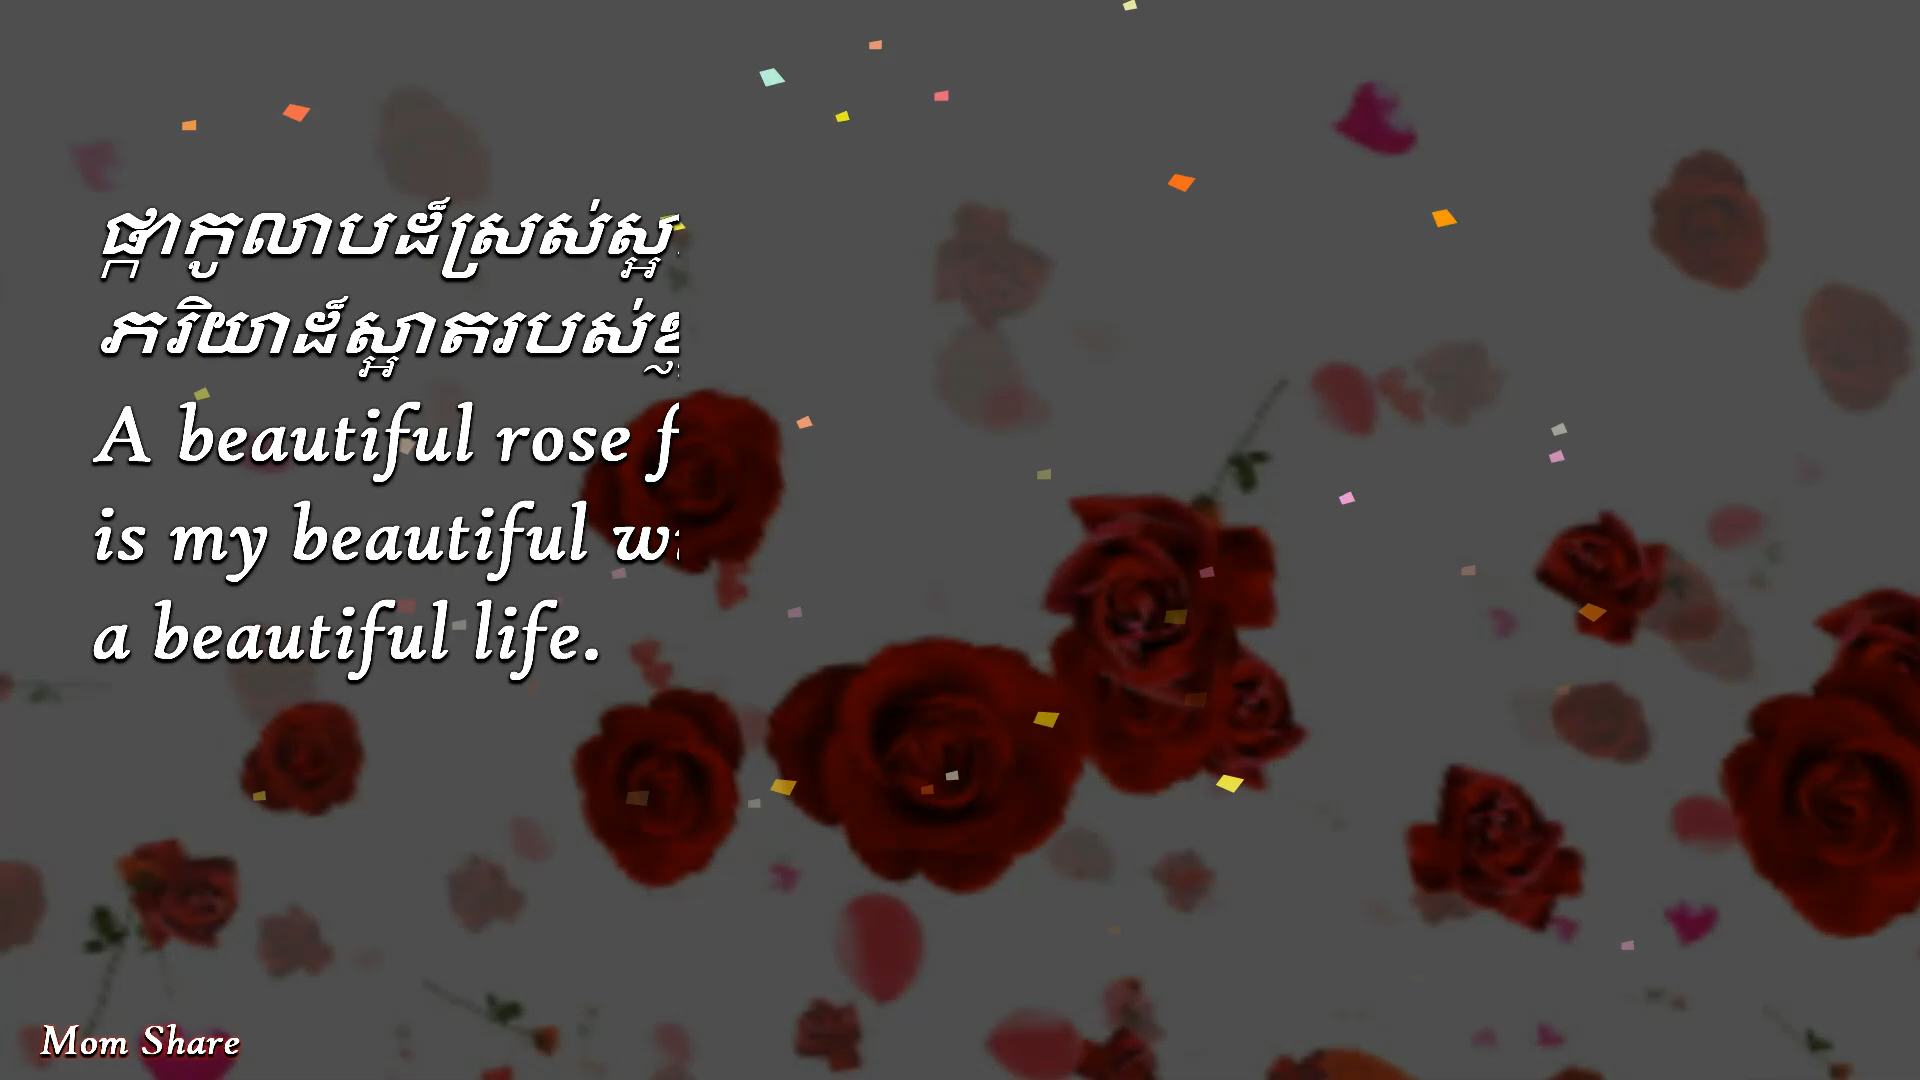 ផ្កាកូលាបដ៏ស្រស់ស្អ
ភរិយាដ៏ស្អាតរបស់
A beautiful rose f
is my beautiful w
a beautiful life.
Mom Share